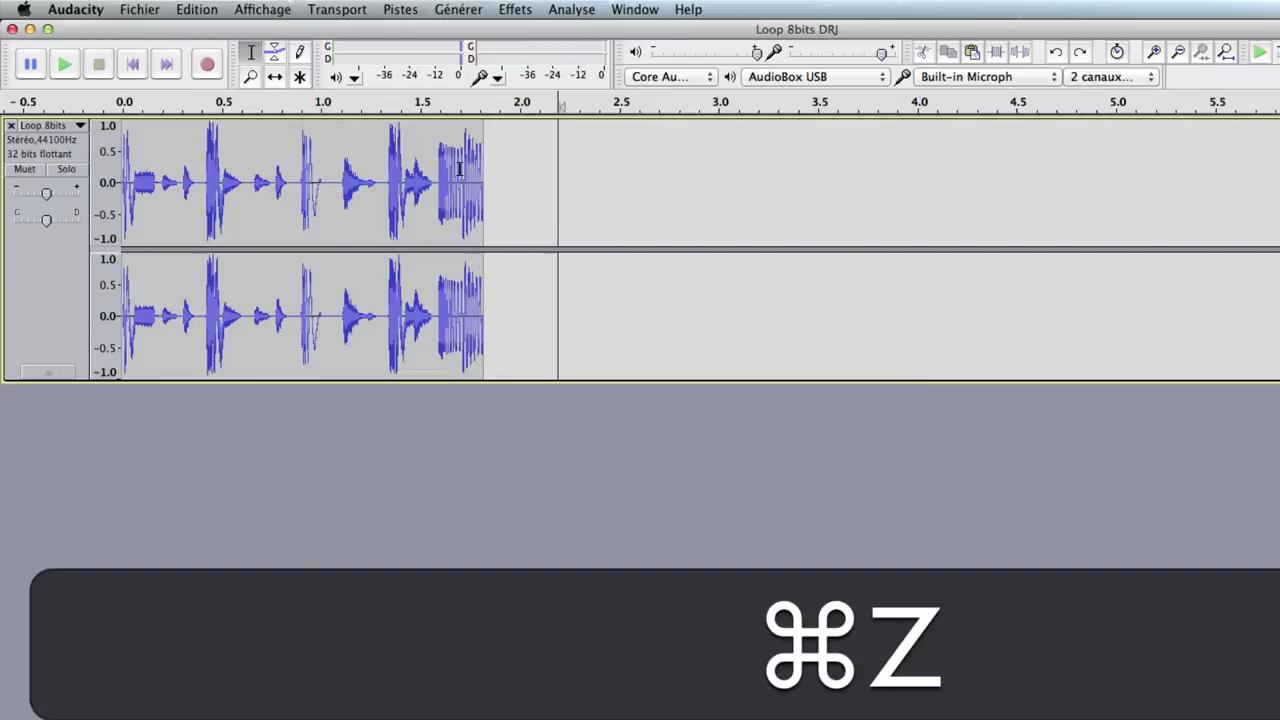 Audacity Fichier Edition Affichage Transport Pistes Générer Effets Analyse Window Help
Loop 8bits DRJ
G
D
-36 -24 -12 0
G
D
-36 -24 -12 0
Core Au... AudioBox USB Built-in Microph 2 canaux...
- 0.5 0.0 0.5 1.0 1.5 2.0 2.5 3.0 3.5 4.0 4.5 5.0 5.5
Loop 8bits
Stéréo,44100Hz
32 bits flottant
Muet Solo
- +
G D
1.0
0.5
0.0
-0.5
-1.0
1.0
0.5
0.0
-0.5
-1.0
⌘Z